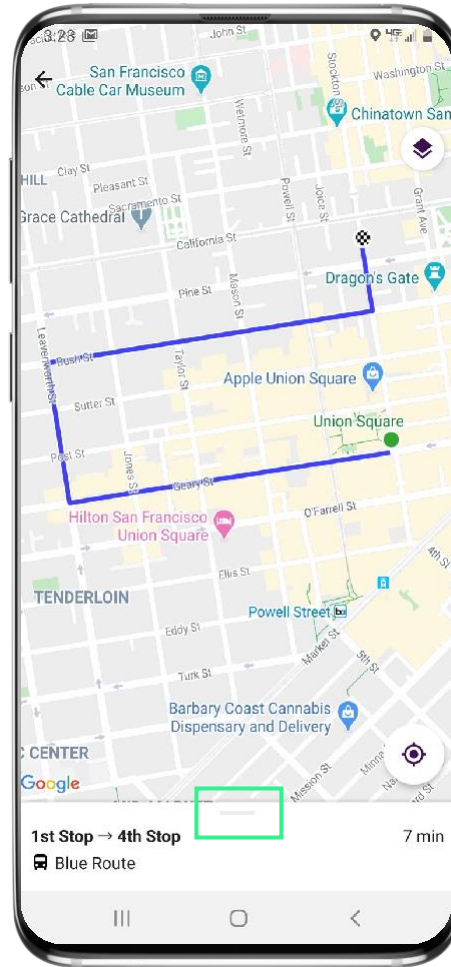 3:28
4G
John St
Washington St
San Francisco
Cable Car Museum
Stockton St
Chinatown San
Wetmore St
HILL
Clay St
Pleasant St
Sacramento St
Powell St
Joice St
Grant Ave
Grace Cathedral
California St
Dragon's Gate
Pine St
Mason St
Leavenworth St
Bush St
Taylor St
Apple Union Square
Sutter St
Union Square
Post St
Jones St
Geary St
O'Farrell St
Hilton San Francisco
Union Square
4th St
Ellis St
TENDERLOIN
Powell Street
Eddy St
Market St
5th St
Turk St
Barbary Coast Cannabis
Dispensary and Delivery
CENTER
Mission St
Minna
Google
1st Stop → 4th Stop
7 min
Blue Route